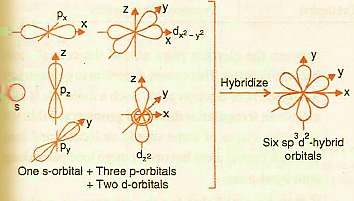 Px
x
z
y
x
dx²-y²
s
z
Pz
y
Py
z
y
x
dz²
One s-orbital + Three p-orbitals
+ Two d-orbitals
Hybridize
y
y
x
Six sp³d²-hybrid
orbitals